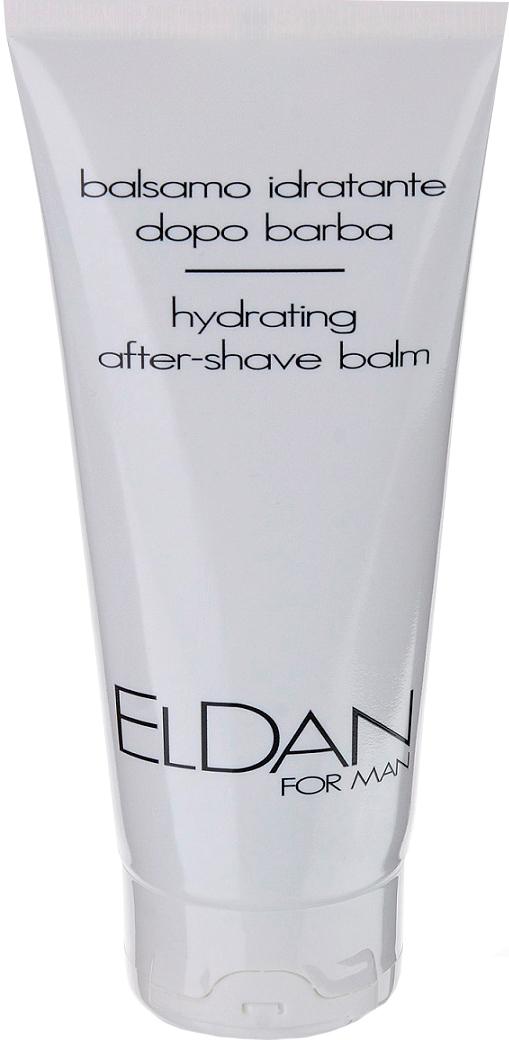 balsamo idratante
dopo barba
hydrating
after-shave balm
ELDAN
FOR MAN